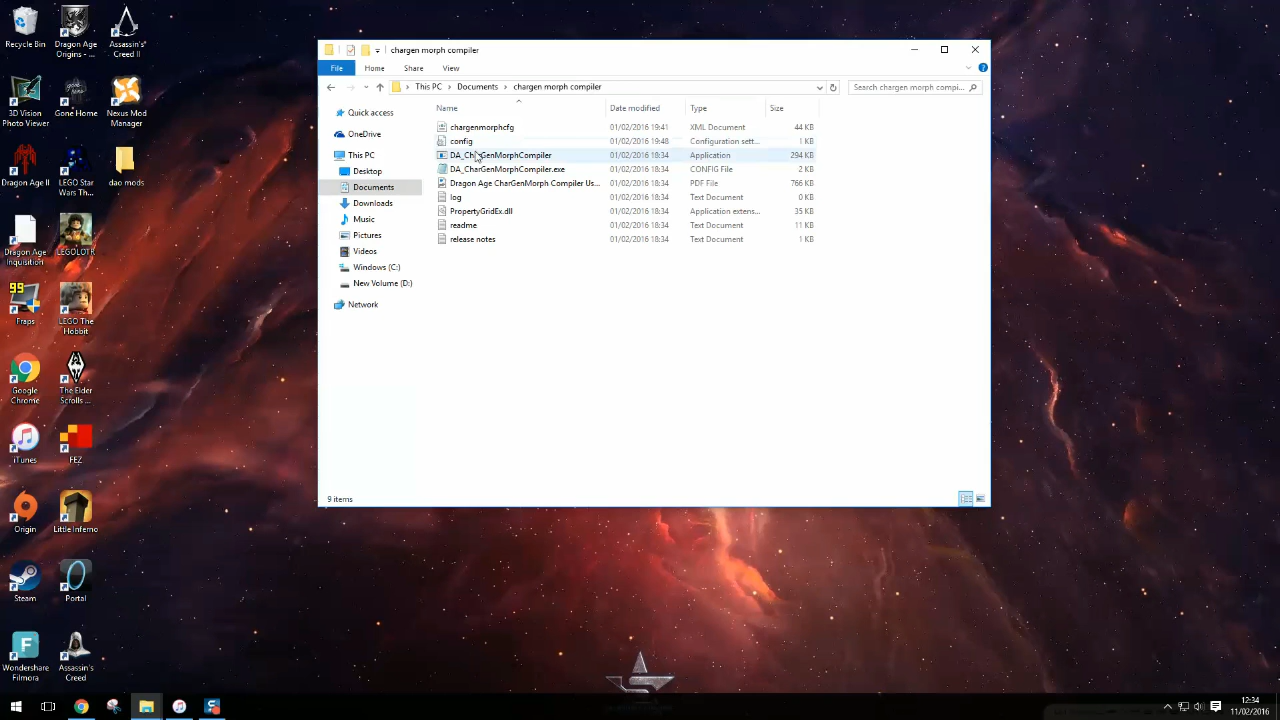 Recycle Bin
Dragon Age Origins - ...
Assassin's Creed II
3D Vision Photo Viewer
Gone Home
Nexus Mod Manager
Dragon Age II
LEGO Star Wars Th...
dao mods
Dragon Age Inquisition
LEGOLOTR
Fraps
LEGO The Hobbit
Google Chrome
The Elder Scrolls ...
iTunes
FEZ
Origin
Little Inferno
Steam
Portal
Wondershare Filmora
Assassin's Creed
chargen morph compiler
File Home Share View
This PC > Documents > chargen morph compiler
Search chargen morph compi...
Quick access
OneDrive
This PC
Desktop
Documents
Downloads
Music
Pictures
Videos
Windows (C:)
New Volume (D:)
Network
Name Date modified Type Size
chargenmorphcfg 01/02/2016 19:41 XML Document 44 KB
config 01/02/2016 19:48 Configuration sett... 1 KB
DA_CharGenMorphCompiler 01/02/2016 18:34 Application 294 KB
DA_CharGenMorphCompiler.exe 01/02/2016 18:34 CONFIG File 2 KB
Dragon Age CharGenMorph Compiler Us... 01/02/2016 18:34 PDF File 766 KB
log 01/02/2016 18:34 Text Document 0 KB
PropertyGridEx.dll 01/02/2016 18:34 Application extens... 35 KB
readme 01/02/2016 18:34 Text Document 11 KB
release notes 01/02/2016 18:34 Text Document 1 KB
9 items
12:34
11/02/2016